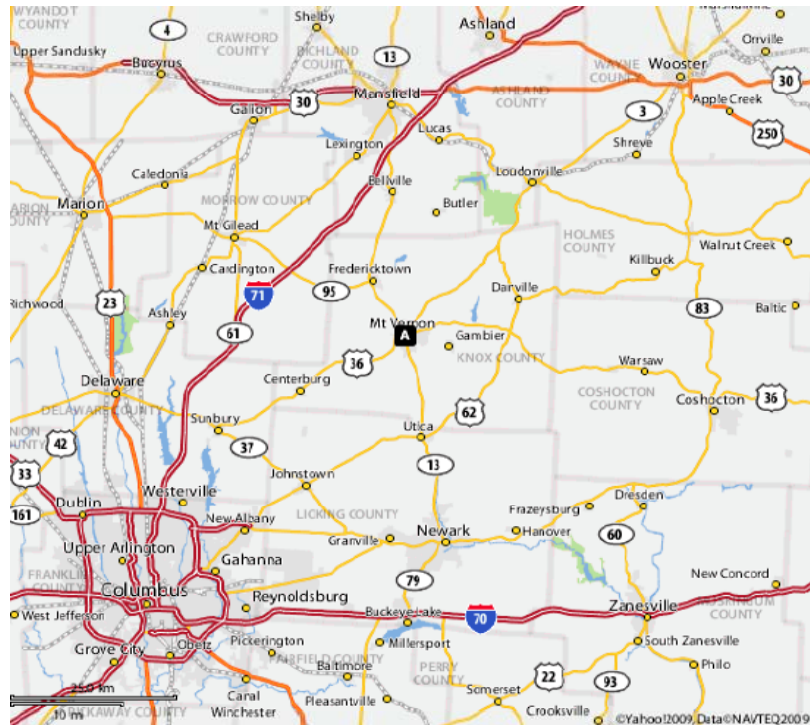 WYANDOT
COUNTY
4
Shelby
Ashland
Orrville
Upper Sandusky
CRAWFORD
COUNTY
RICHLAND
COUNTY
13
WAYNE
COUNTY
Wooster
Bucyrus
30
Mansfield
ASHLAND
COUNTY
30
Galion
Apple Creek
3
250
Lucas
Lexington
Shreve
Caledonia
Loudonville
Bellville
Marion
MARION
COUNTY
MORROW COUNTY
Butler
Mt Gilead
HOLMES
COUNTY
Walnut Creek
Cardington
Fredericktown
Killbuck
Richwood
23
71
95
Danville
83
Baltic
Ashley
61
Mt Vernon
A
Gambier
KNOX COUNTY
36
Warsaw
Delaware
Centerburg
COSHOCTON
COUNTY
36
DELAWARE COUNTY
62
Coshocton
Sunbury
UNION
COUNTY
42
37
Utica
13
33
Johnstown
Westerville
Dublin
161
New Albany
LICKING COUNTY
Frazeysburg
Dresden
Newark
Hanover
Granville
60
Upper Arlington
Gahanna
FRANKLIN
COUNTY
79
New Concord
Columbus
Reynoldsburg
Buckeye Lake
70
Zanesville
MUSKINGUM
COUNTY
West Jefferson
Obetz
Pickerington
Millersport
South Zanesville
Grove City
FAIRFIELD COUNTY
PERRY
COUNTY
Baltimore
22
Philo
25.0 km
Canal
Winchester
Pleasantville
Somerset
93
10 mi
PICKAWAY COUNTY
Crooksville
©Yahoo!2009, Data©NAVTEQ2007